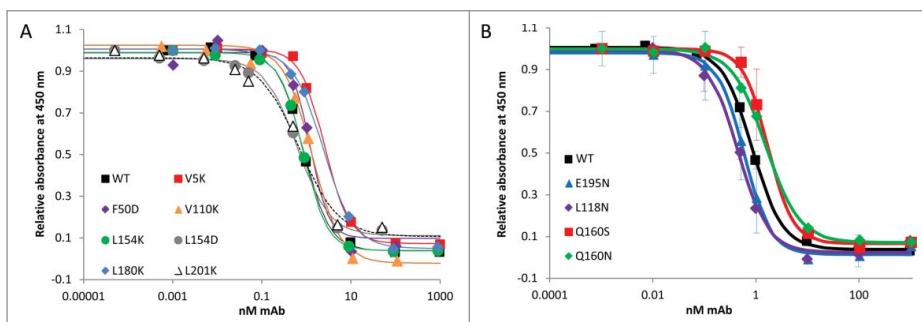 A
Relative absorbance at 450 nm
1.1
0.9
0.7
0.5
0.3
0.1
-0.1
WT
V5K
F50D
V110K
L154K
L154D
L180K
L201K
0.00001
0.001
0.1
10
1000
nM mAb
B
Relative absorbance at 450 nm
1.1
0.9
0.7
0.5
0.3
0.1
-0.1
WT
E195N
L118N
Q160S
Q160N
0.0001
0.01
1
100
nM mAb